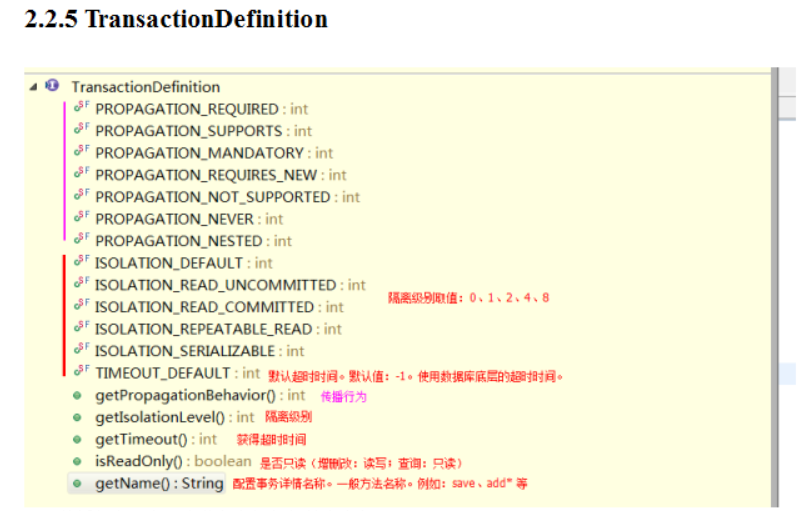 2.2.5 TransactionDefinition
TransactionDefinition
PROPAGATION_REQUIRED : int
PROPAGATION_SUPPORTS : int
PROPAGATION_MANDATORY : int
PROPAGATION_REQUIRES_NEW : int
PROPAGATION_NOT_SUPPORTED : int
PROPAGATION_NEVER : int
PROPAGATION_NESTED : int
ISOLATION_DEFAULT : int
ISOLATION_READ_UNCOMMITTED : int
隔离级别取值：0、1、2、4、8
ISOLATION_READ_COMMITTED : int
ISOLATION_REPEATABLE_READ : int
ISOLATION_SERIALIZABLE : int
TIMEOUT_DEFAULT : int 默认超时时间。默认值：-1。使用数据库底层的超时时间。
getPropagationBehavior() : int 传播行为
getIsolationLevel() : int 隔离级别
getTimeout() : int 获得超时时间
isReadOnly() : boolean 是否只读（增删改：读写；查询：只读）
getName() : String 配置事务详情名称。一般方法名称。例如：save、add* 等